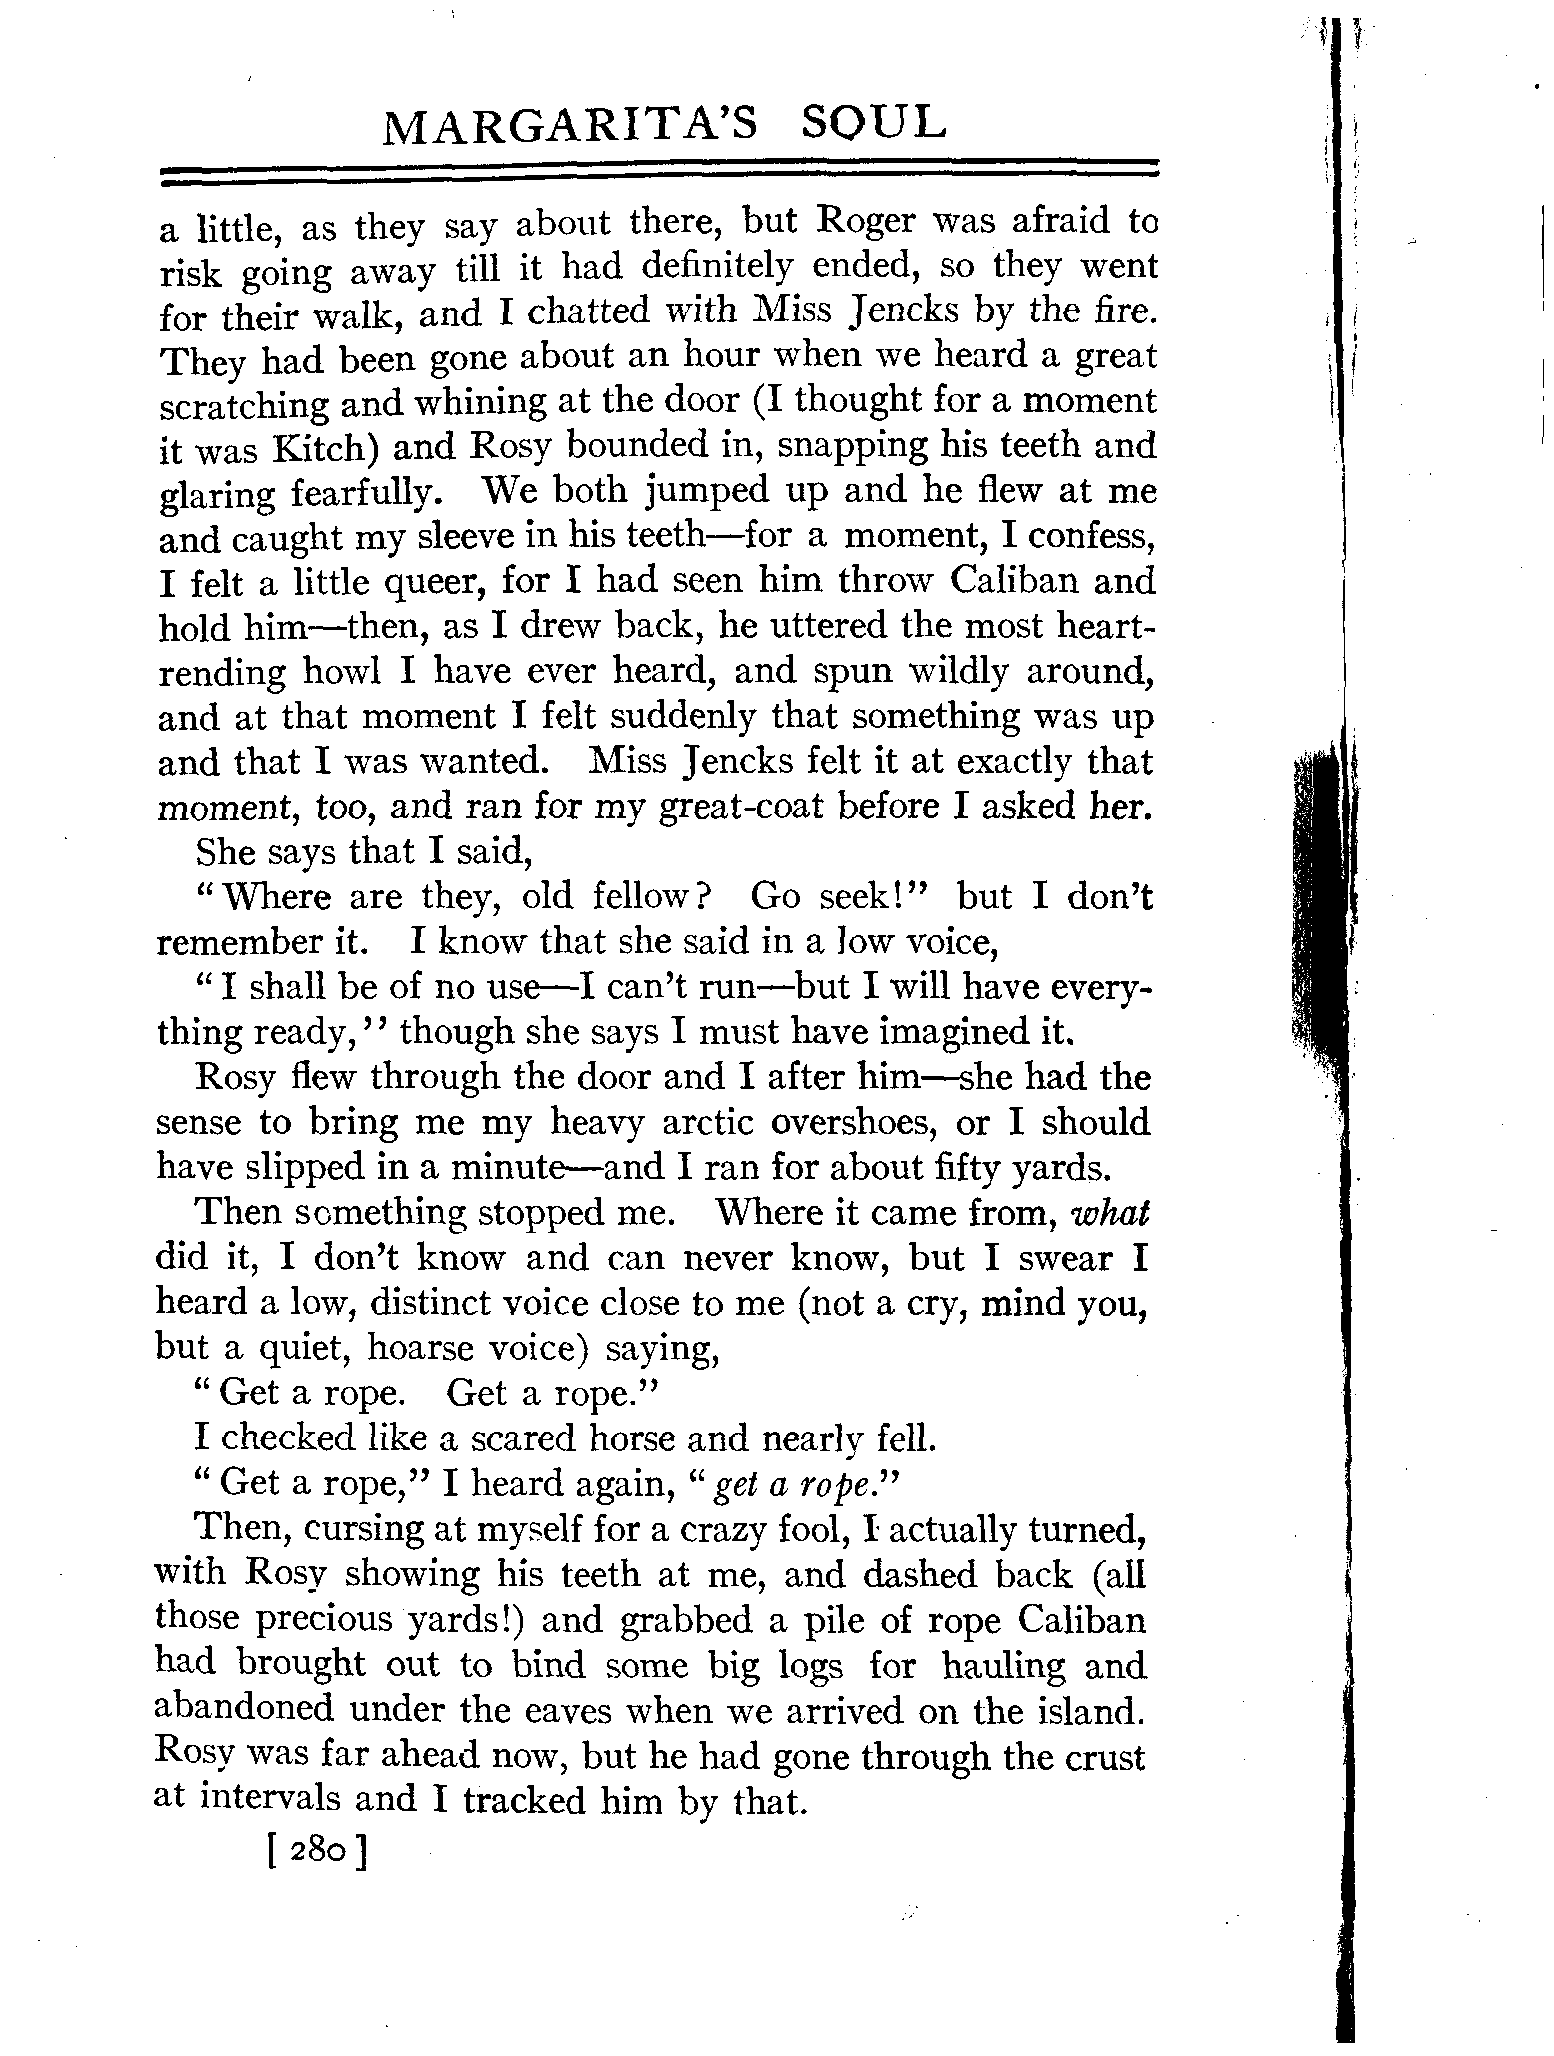 MARGARITA'S SOUL
a little, as they say about there, but Roger was afraid to
risk going away till it had definitely ended, so they went
for their walk, and I chatted with Miss Jencks by the fire.
They had been gone about an hour when we heard a great
scratching and whining at the door (I thought for a moment
it was Kitch) and Rosy bounded in, snapping his teeth and
glaring fearfully. We both jumped up and he flew at me
and caught my sleeve in his teeth—for a moment, I confess,
I felt a little queer, for I had seen him throw Caliban and
hold him—then, as I drew back, he uttered the most heart-
rending howl I have ever heard, and spun wildly around,
and at that moment I felt suddenly that something was up
and that I was wanted. Miss Jencks felt it at exactly that
moment, too, and ran for my great-coat before I asked her.
She says that I said,
"Where are they, old fellow? Go seek!" but I don't
remember it. I know that she said in a low voice,
"I shall be of no use—I can't run—but I will have every-
thing ready," though she says I must have imagined it.
Rosy flew through the door and I after him—she had the
sense to bring me my heavy arctic overshoes, or I should
have slipped in a minute—and I ran for about fifty yards.
Then something stopped me. Where it came from, what
did it, I don't know and can never know, but I swear I
heard a low, distinct voice close to me (not a cry, mind you,
but a quiet, hoarse voice) saying,
"Get a rope. Get a rope."
I checked like a scared horse and nearly fell.
"Get a rope," I heard again, "get a rope."
Then, cursing at myself for a crazy fool, I actually turned,
with Rosy showing his teeth at me, and dashed back (all
those precious yards!) and grabbed a pile of rope Caliban
had brought out to bind some big logs for hauling and
abandoned under the eaves when we arrived on the island.
Rosy was far ahead now, but he had gone through the crust
at intervals and I tracked him by that.
[ 280 ]